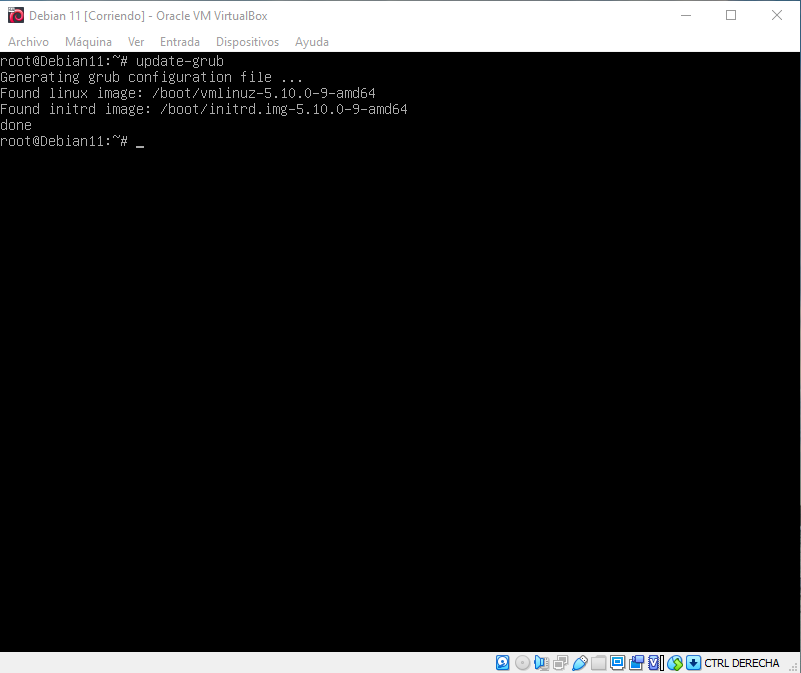 Debian 11 [Corriendo] - Oracle VM VirtualBox
Archivo Máquina Ver Entrada Dispositivos Ayuda
root@Debian11:~# update-grub
Generating grub configuration file ...
Found linux image: /boot/vmlinuz-5.10.0-9-amd64
Found initrd image: /boot/initrd.img-5.10.0-9-amd64
done
root@Debian11:~# _
CTRL DERECHA